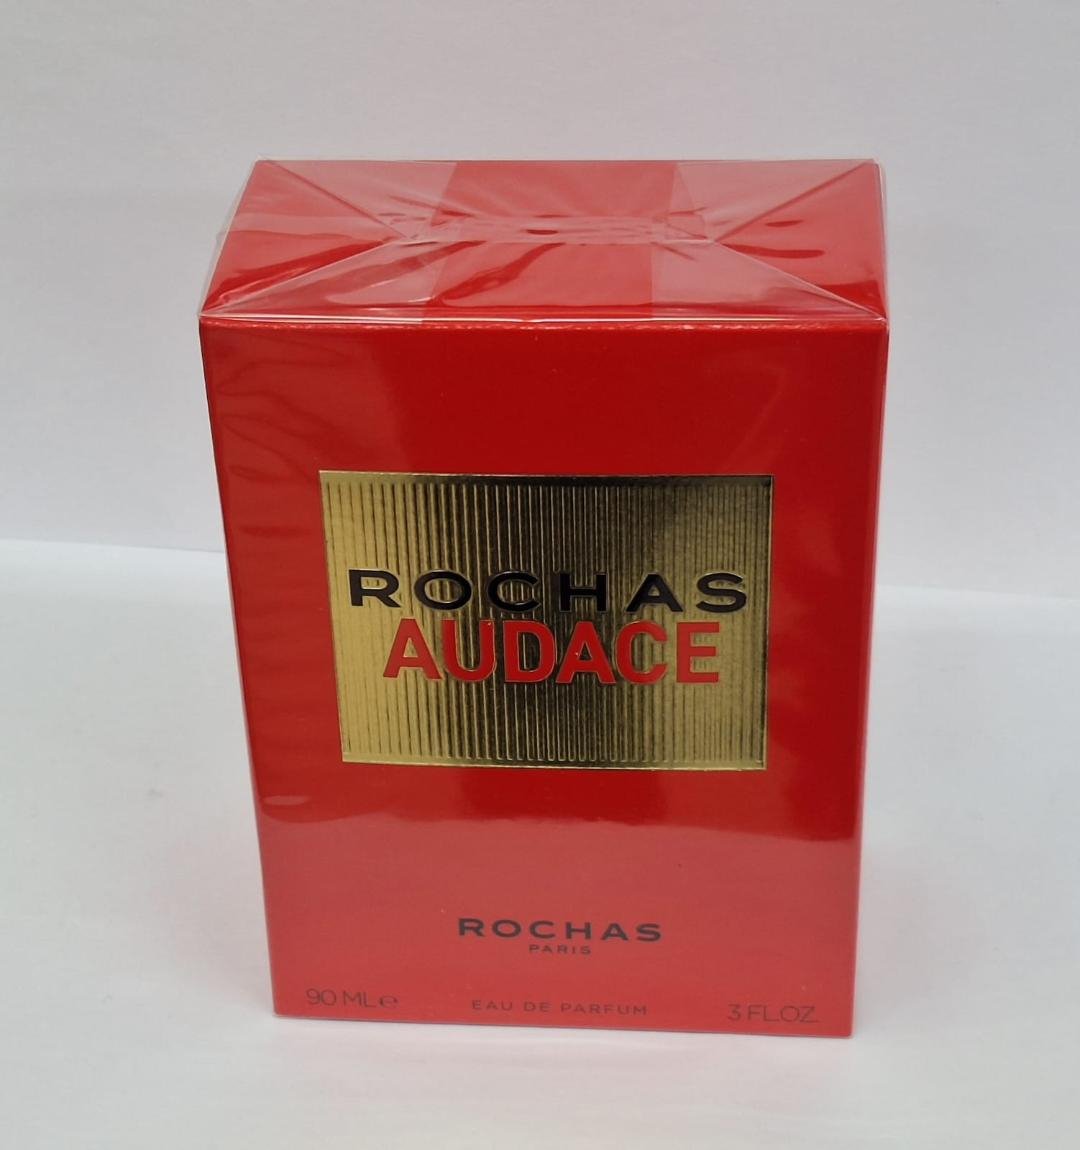 ROCHAS
AUDACE
ROCHAS
PARIS
90 ML ℮ EAU DE PARFUM 3 FL OZ